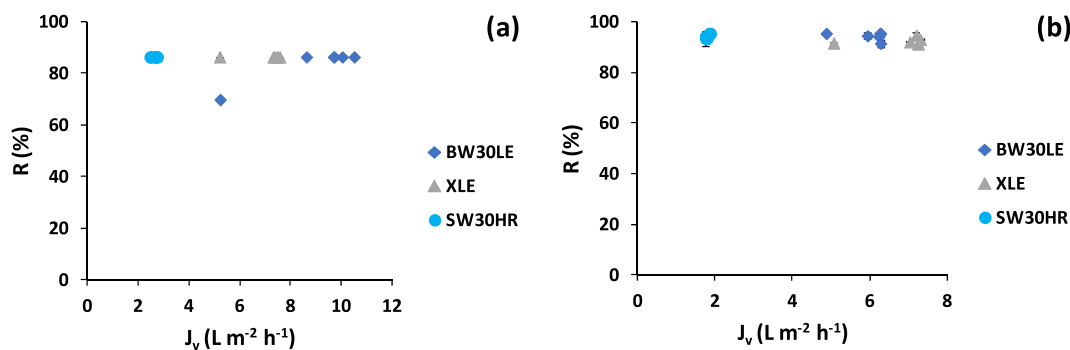 (a)
100
80
60
40
20
0
R (%)
0 2 4 6 8 10 12
Jv (L m-2 h-1)
BW30LE
XLE
SW30HR
(b)
100
80
60
40
20
0
R (%)
0 2 4 6 8
Jv (L m-2 h-1)
BW30LE
XLE
SW30HR